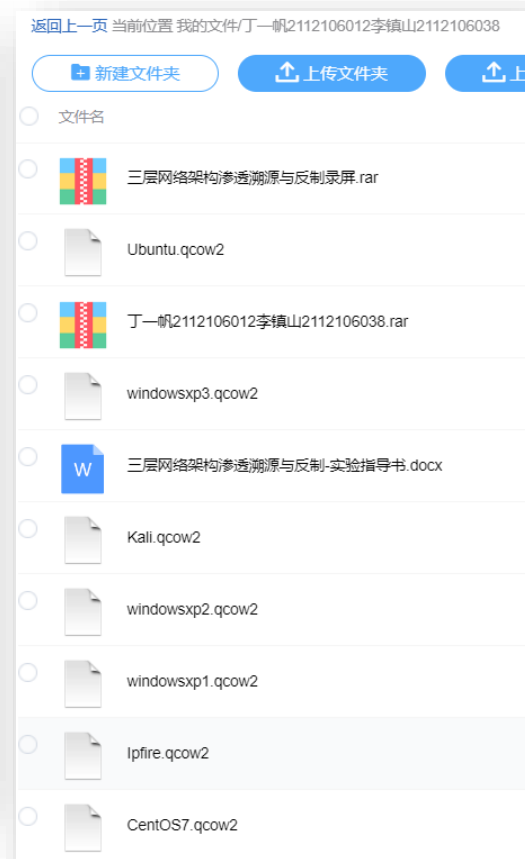 返回上一页 当前位置 我的文件/丁一帆2112106012李镇山2112106038
新建文件夹 上传文件夹 上
文件名
三层网络架构渗透溯源与反制录屏.rar
Ubuntu.qcow2
丁一帆2112106012李镇山2112106038.rar
windowsxp3.qcow2
W 三层网络架构渗透溯源与反制-实验指导书.docx
Kali.qcow2
windowsxp2.qcow2
windowsxp1.qcow2
Ipfire.qcow2
CentOS7.qcow2